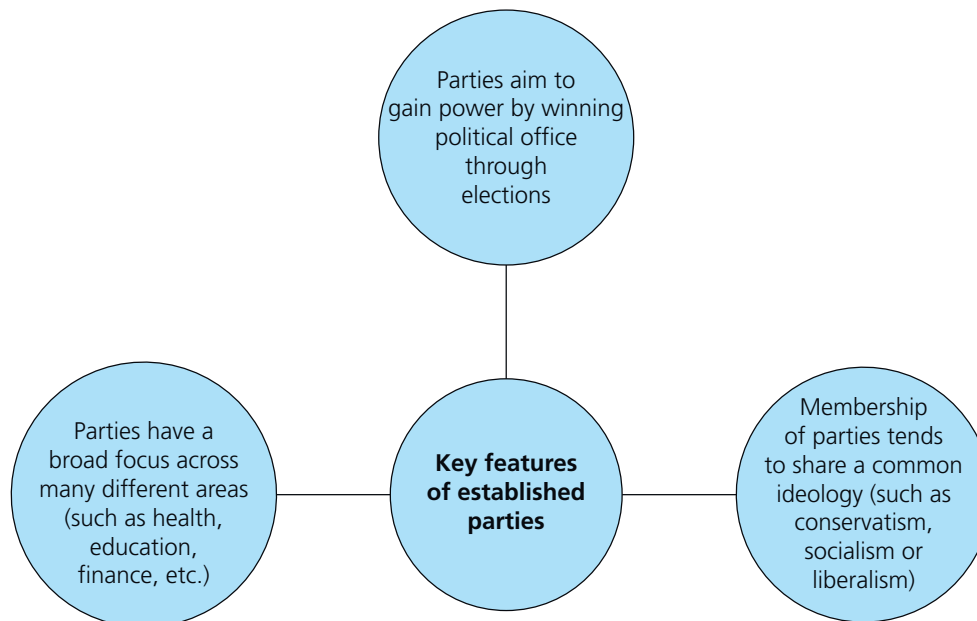 Parties aim to
gain power by winning
political office
through
elections
Parties have a
broad focus across
many different areas
(such as health,
education,
finance, etc.)
Key features
of established
parties
Membership
of parties tends
to share a common
ideology (such as
conservatism,
socialism or
liberalism)